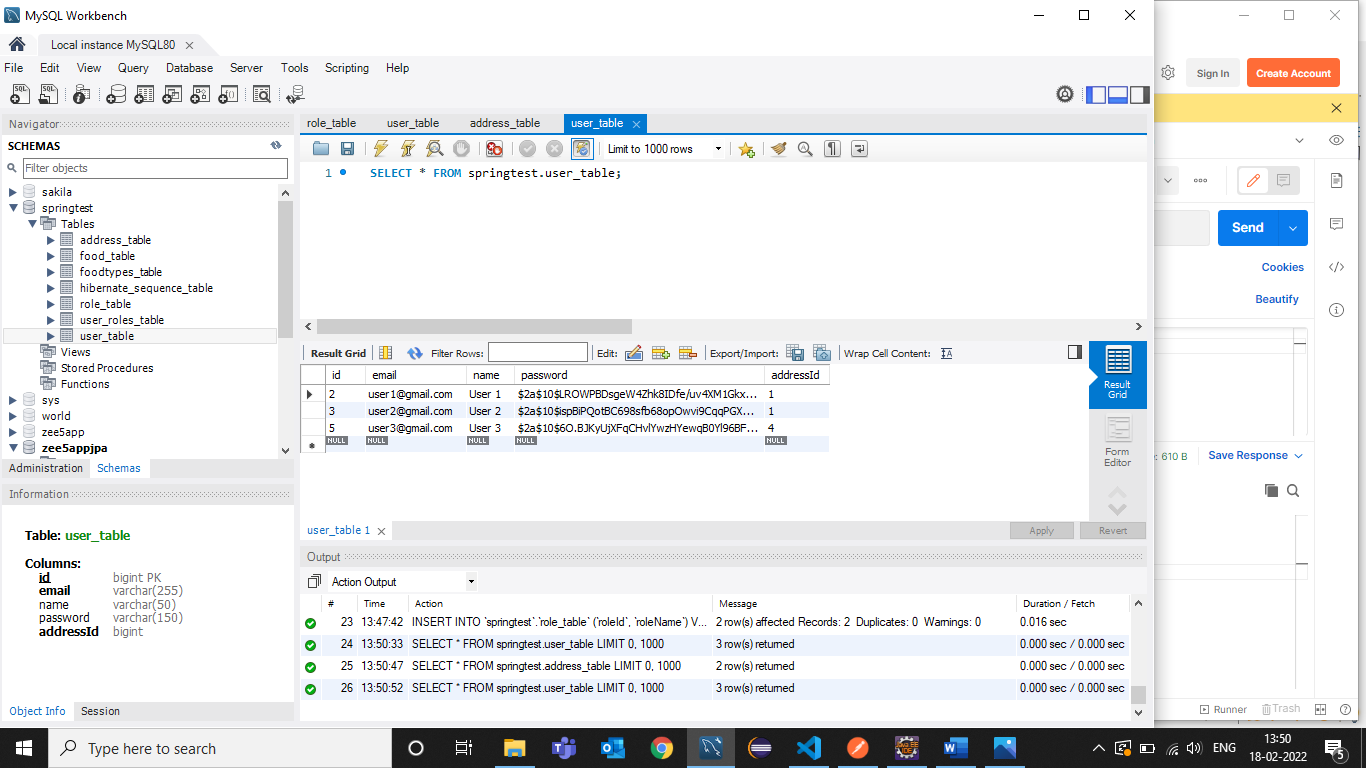 MySQL Workbench
Local instance MySQL80
File Edit View Query Database Server Tools Scripting Help
Sign In Create Account
Navigator
SCHEMAS
Filter objects
sakila
springtest
Tables
address_table
food_table
foodtypes_table
hibernate_sequence_table
role_table
user_roles_table
user_table
Views
Stored Procedures
Functions
sys
world
zee5app
zee5appjpa
Administration Schemas
Information
Table: user_table
Columns:
id bigint PK
email varchar(255)
name varchar(50)
password varchar(150)
addressId bigint
Object Info Session
role_table user_table address_table user_table
Limit to 1000 rows
1 SELECT * FROM springtest.user_table;
Result Grid Filter Rows: Edit: Export/Import: Wrap Cell Content:
id email name password addressId
2 user1@gmail.com User 1 $2a$10$LROWPBDsgeW4Zhk8IDfe/uv4XM1Gkx... 1
3 user2@gmail.com User 2 $2a$10$ispBiPQotBC698sfb68opOwvi9CqqPGX... 1
5 user3@gmail.com User 3 $2a$10$6O.BJKyUjXFqCHvlYwzHYewqB0Yl96BF... 4
NULL NULL NULL NULL NULL
Result Grid
Form Editor
user_table 1
Apply Revert
Output
Action Output
# Time Action Message Duration / Fetch
23 13:47:42 INSERT INTO `springtest`.`role_table` (`roleId`, `roleName`) V... 2 row(s) affected Records: 2 Duplicates: 0 Warnings: 0 0.016 sec
24 13:50:33 SELECT * FROM springtest.user_table LIMIT 0, 1000 3 row(s) returned 0.000 sec / 0.000 sec
25 13:50:47 SELECT * FROM springtest.address_table LIMIT 0, 1000 2 row(s) returned 0.000 sec / 0.000 sec
26 13:50:52 SELECT * FROM springtest.user_table LIMIT 0, 1000 3 row(s) returned 0.000 sec / 0.000 sec
Send
Cookies
Beautify
610 B Save Response
Runner Trash
Type here to search
ENG
13:50
18-02-2022
5